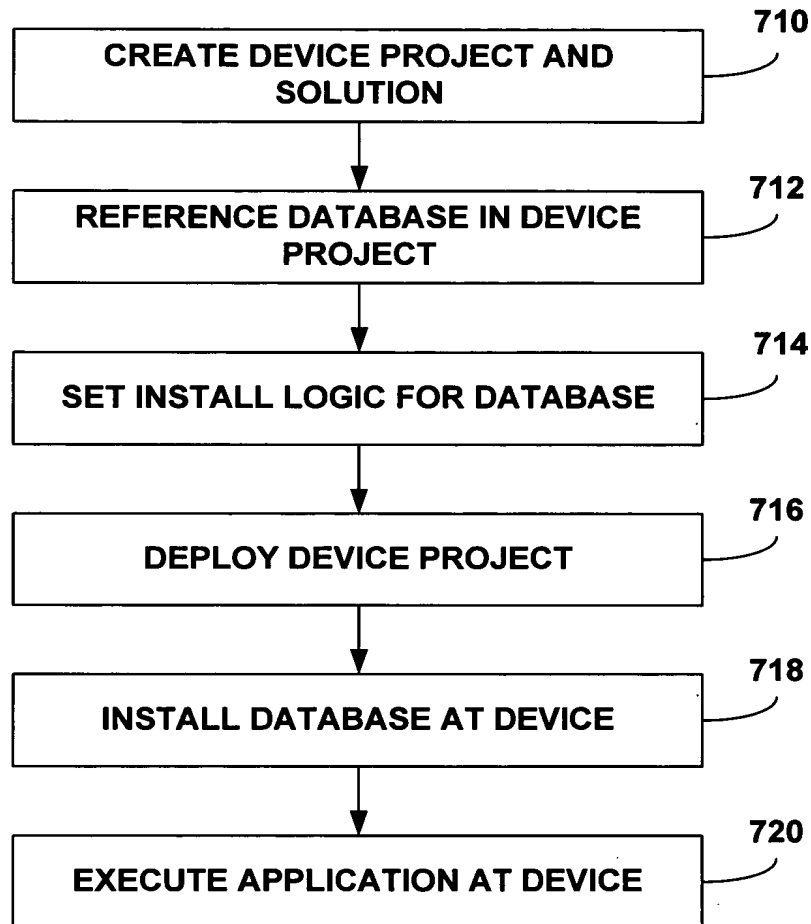 710
CREATE DEVICE PROJECT AND
SOLUTION
712
REFERENCE DATABASE IN DEVICE
PROJECT
714
SET INSTALL LOGIC FOR DATABASE
716
DEPLOY DEVICE PROJECT
718
INSTALL DATABASE AT DEVICE
720
EXECUTE APPLICATION AT DEVICE